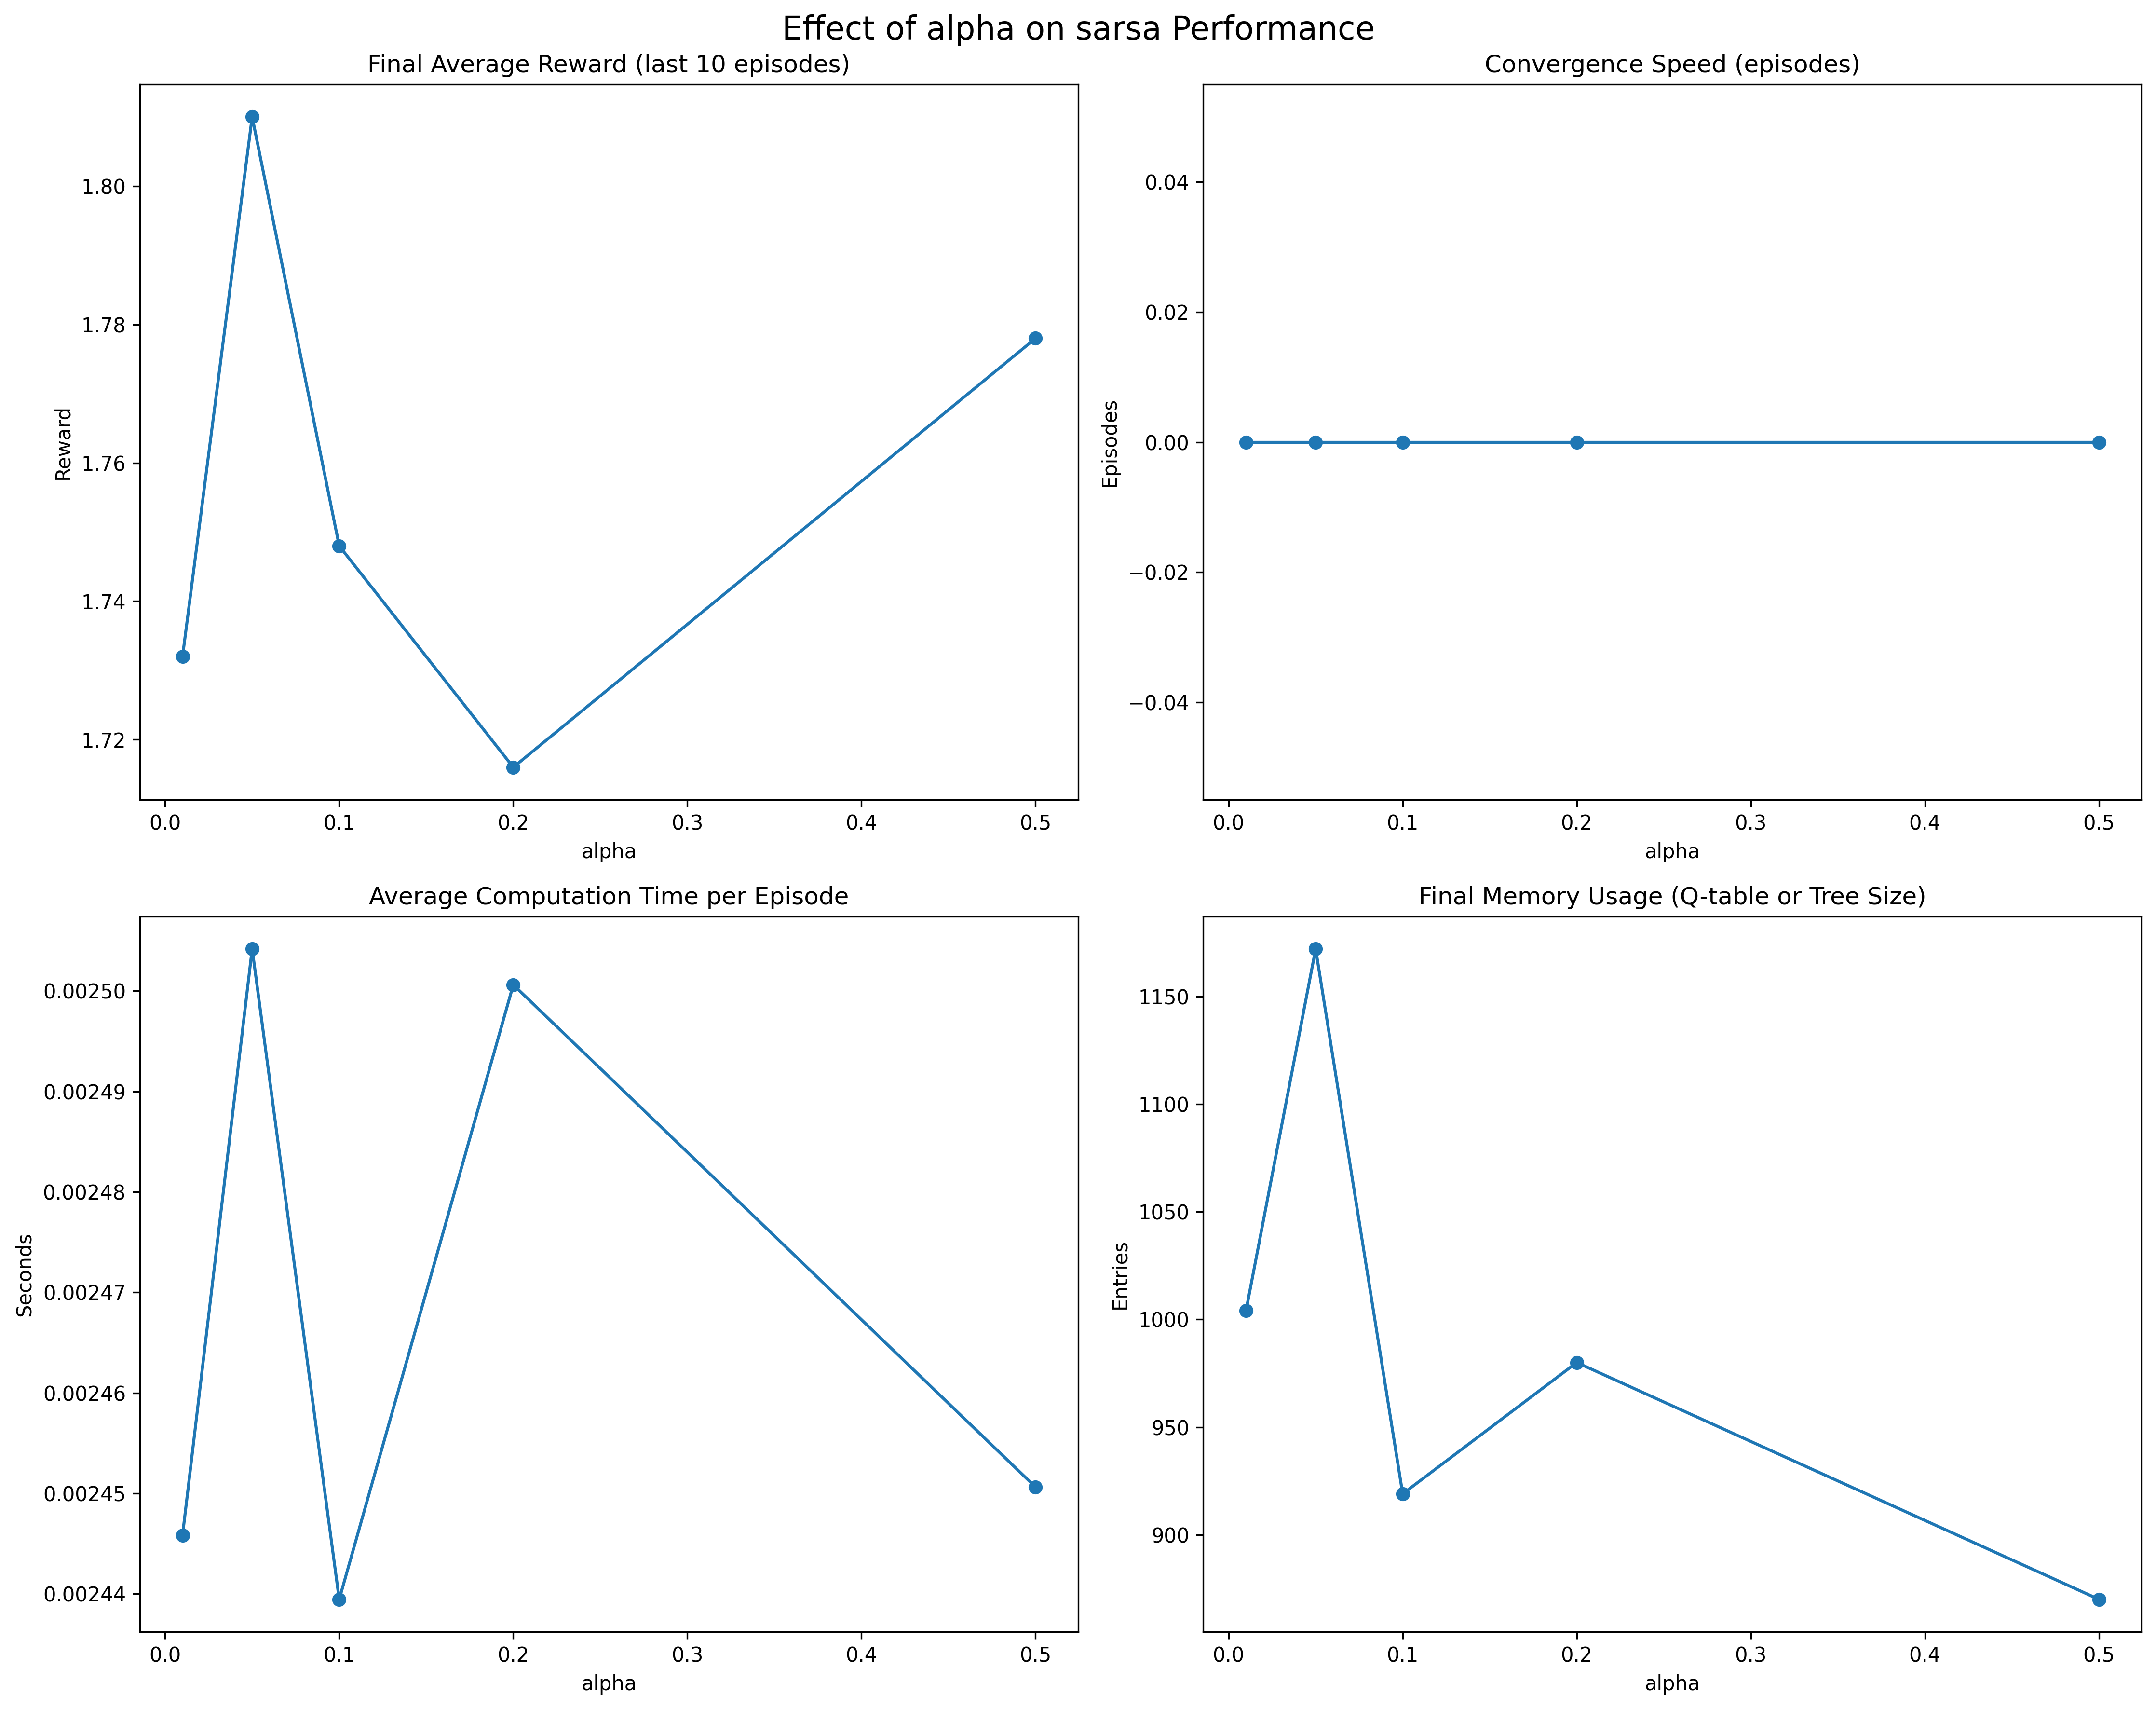 Effect of alpha on sarsa Performance
Final Average Reward (last 10 episodes)
Reward
1.80
1.78
1.76
1.74
1.72
0.0 0.1 0.2 0.3 0.4 0.5
alpha
Convergence Speed (episodes)
Episodes
0.04
0.02
0.00
−0.02
−0.04
0.0 0.1 0.2 0.3 0.4 0.5
alpha
Average Computation Time per Episode
Seconds
0.00250
0.00249
0.00248
0.00247
0.00246
0.00245
0.00244
0.0 0.1 0.2 0.3 0.4 0.5
alpha
Final Memory Usage (Q-table or Tree Size)
Entries
1150
1100
1050
1000
950
900
0.0 0.1 0.2 0.3 0.4 0.5
alpha